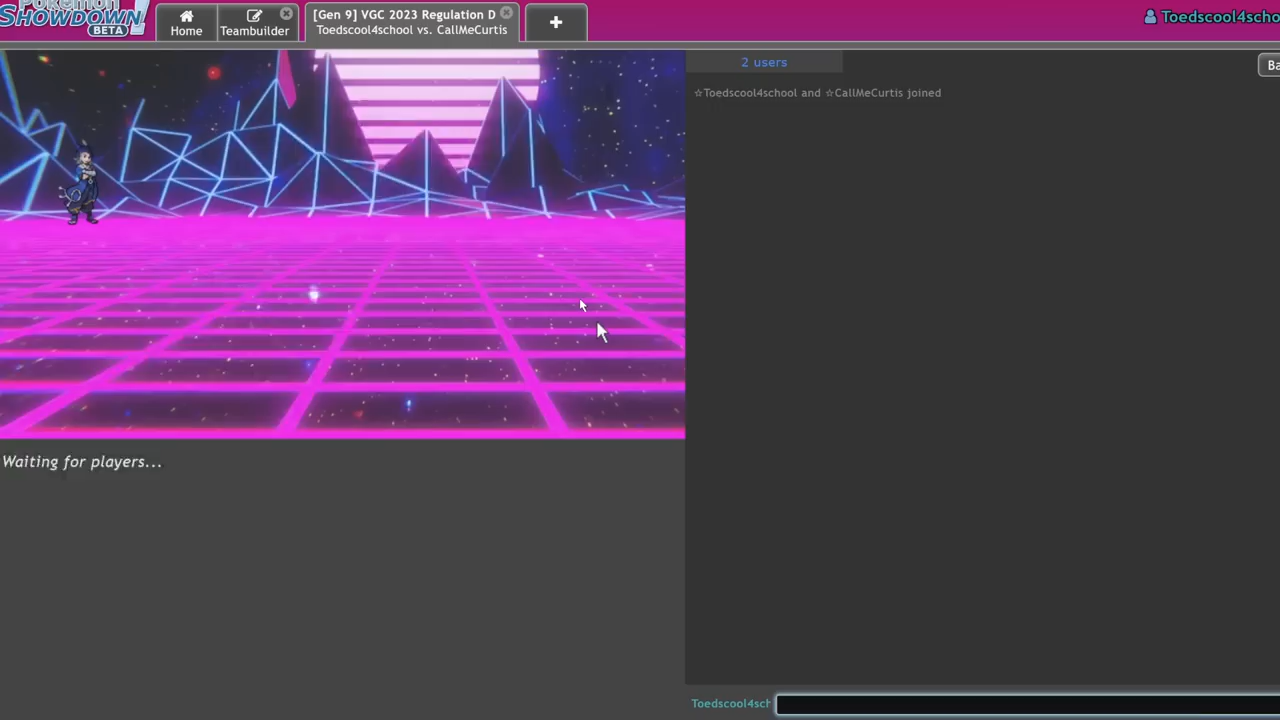 Pokémon
SHOWDOWN!
BETA
Home
Teambuilder
[Gen 9] VGC 2023 Regulation D
Toedscool4school vs. CallMeCurtis
+
Toedscool4scho
2 users
Ba
☆Toedscool4school and ☆CallMeCurtis joined
Waiting for players...
Toedscool4sch